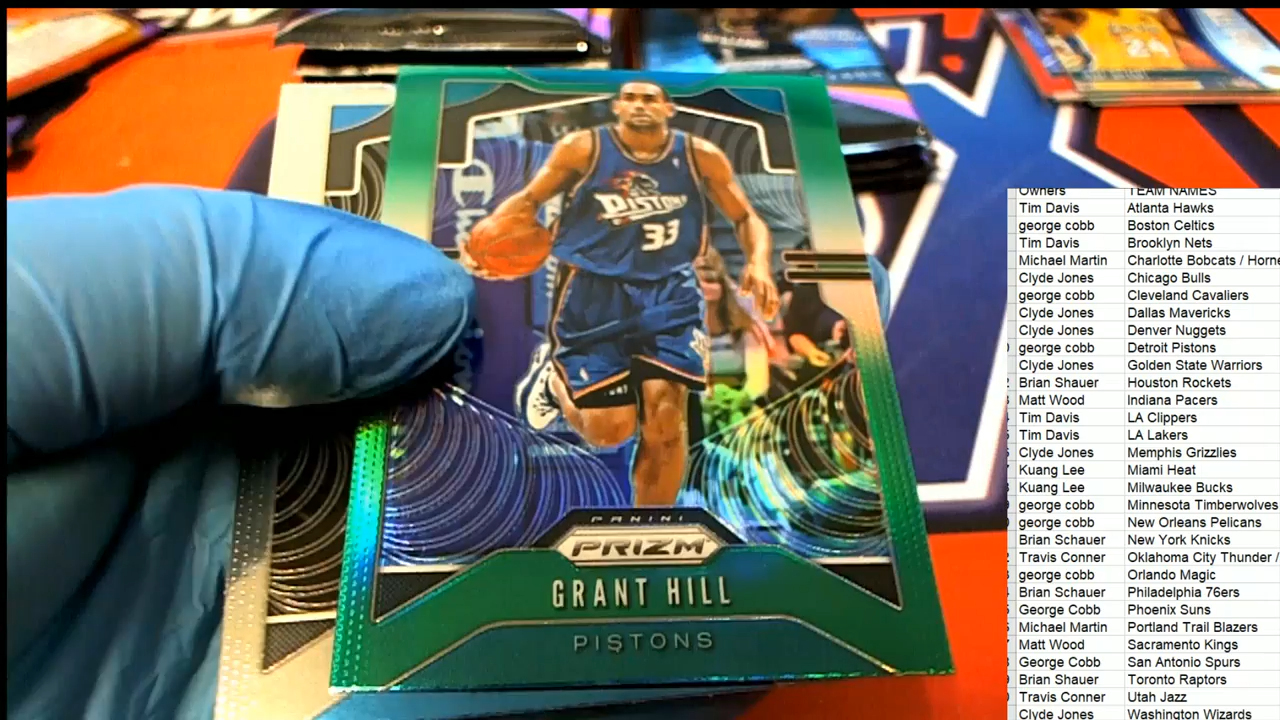 PISTONS
33
24
PANINI
PRIZM
GRANT HILL
PISTONS
Owners TEAM NAMES
Tim Davis Atlanta Hawks
george cobb Boston Celtics
Tim Davis Brooklyn Nets
Michael Martin Charlotte Bobcats / Horne
Clyde Jones Chicago Bulls
george cobb Cleveland Cavaliers
Clyde Jones Dallas Mavericks
Clyde Jones Denver Nuggets
george cobb Detroit Pistons
Clyde Jones Golden State Warriors
Brian Shauer Houston Rockets
Matt Wood Indiana Pacers
Tim Davis LA Clippers
Tim Davis LA Lakers
Clyde Jones Memphis Grizzlies
Kuang Lee Miami Heat
Kuang Lee Milwaukee Bucks
george cobb Minnesota Timberwolves
george cobb New Orleans Pelicans
Brian Schauer New York Knicks
Travis Conner Oklahoma City Thunder /
george cobb Orlando Magic
Brian Schauer Philadelphia 76ers
George Cobb Phoenix Suns
Michael Martin Portland Trail Blazers
Matt Wood Sacramento Kings
George Cobb San Antonio Spurs
Brian Shauer Toronto Raptors
Travis Conner Utah Jazz
Clyde Jones Washington Wizards